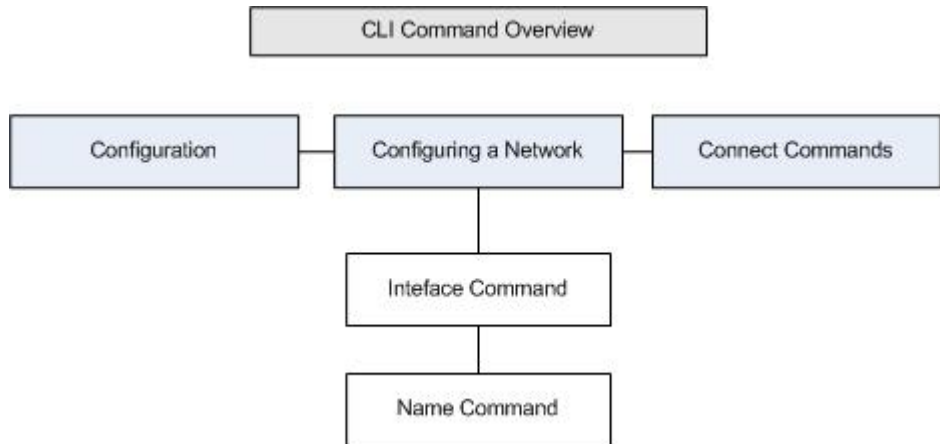 CLI Command Overview
Configuration
Configuring a Network
Connect Commands
Inteface Command
Name Command